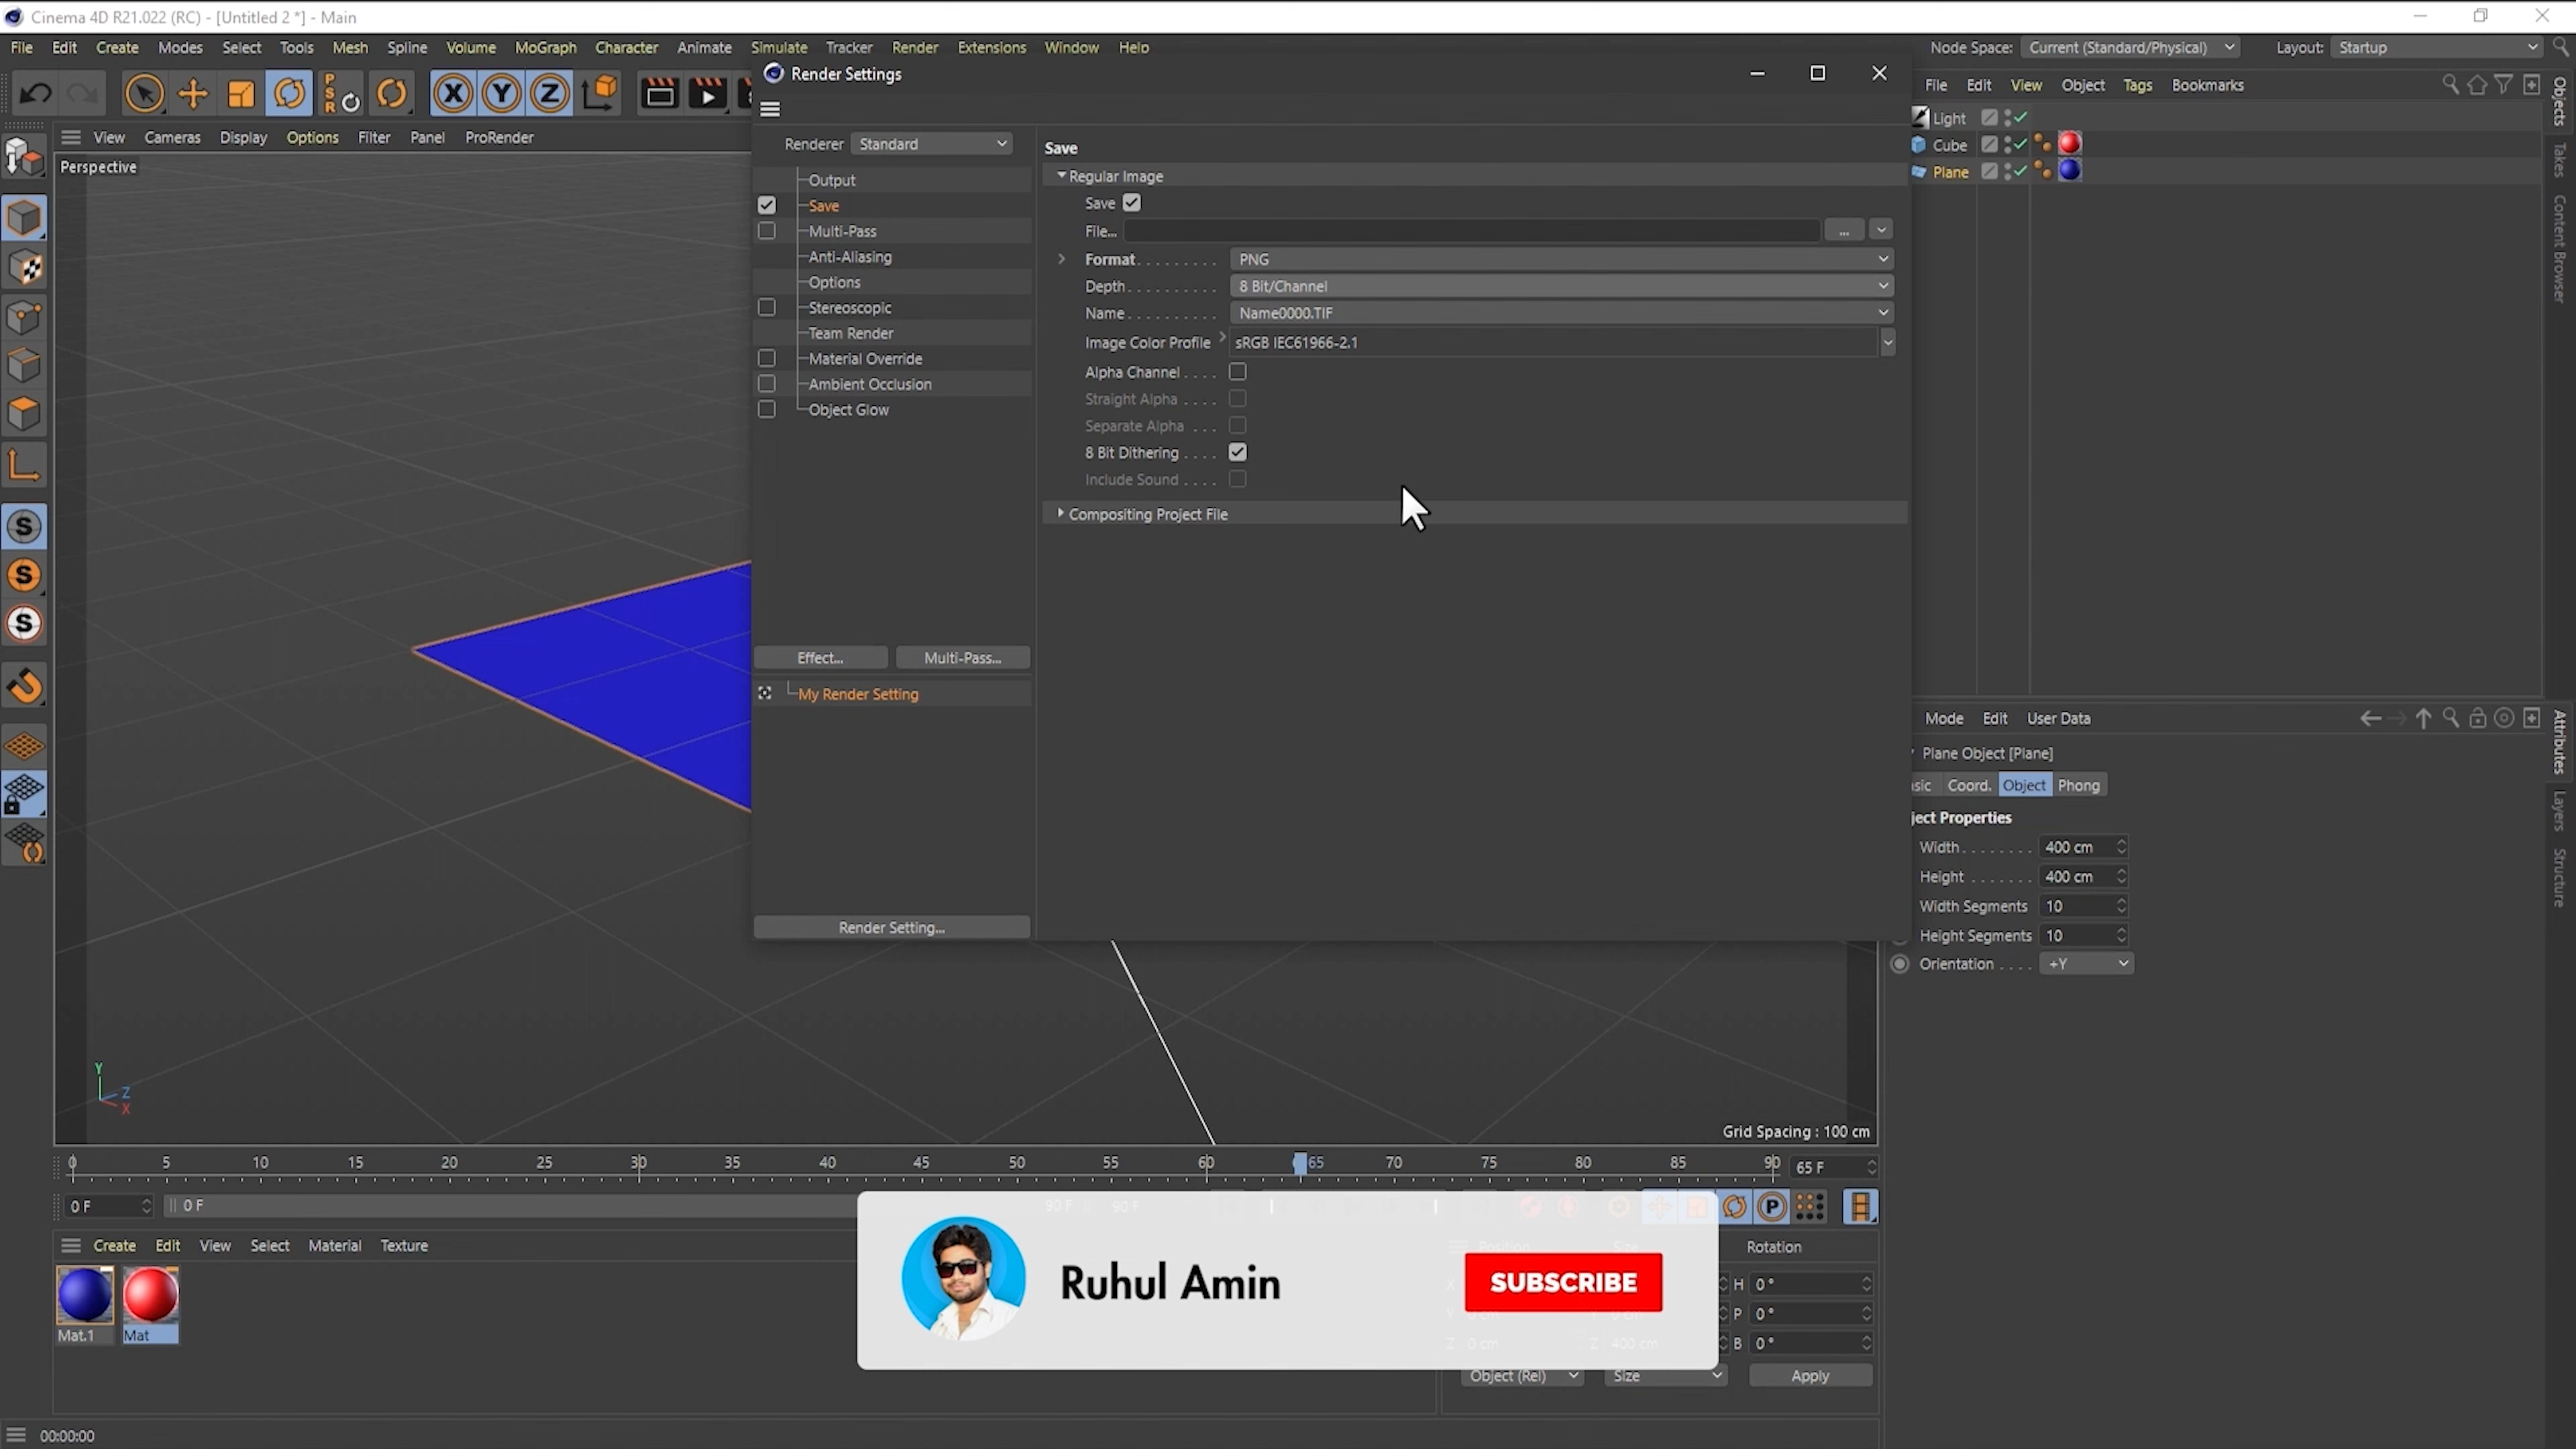 Cinema 4D R21.022 (RC) - [Untitled 2 *] - Main
File Edit Create Modes Select Tools Mesh Spline Volume MoGraph Character Animate Simulate Tracker Render Extensions Window Help
Node Space: Current (Standard/Physical) Layout: Startup
Render Settings
File Edit View Object Tags Bookmarks
View Cameras Display Options Filter Panel ProRender
Perspective
Renderer Standard
Output
Save
Multi-Pass
Anti-Aliasing
Options
Stereoscopic
Team Render
Material Override
Ambient Occlusion
Object Glow
Effect...
Multi-Pass...
My Render Setting
Render Setting...
Save
Regular Image
Save
File...
...
Format. . . . . . . . . PNG
Depth. . . . . . . . . . 8 Bit/Channel
Name. . . . . . . . . . Name0000.TIF
Image Color Profile sRGB IEC61966-2.1
Alpha Channel . . . .
Straight Alpha . . . .
Separate Alpha . . .
8 Bit Dithering . . . .
Include Sound . . . .
Compositing Project File
Light
Cube
Plane
Objects
Takes
Content Browser
Mode Edit User Data
Plane Object [Plane]
sic Coord. Object Phong
ject Properties
Width. . . . . . . . 400 cm
Height . . . . . . . 400 cm
Width Segments 10
Height Segments 10
Orientation . . . . +Y
Attributes
Layers
Structure
Y
Z
X
Grid Spacing : 100 cm
0 5 10 15 20 25 30 35 40 45 50 55 60 65 70 75 80 85 90 65 F
0 F 0 F 90 F 90 F
Create Edit View Select Material Texture
Mat.1
Mat
Ruhul Amin
SUBSCRIBE
Position Size Rotation
H 0 °
P 0 °
Z 0 cm Z 400 cm B 0 °
Object (Rel) Size Apply
00:00:00